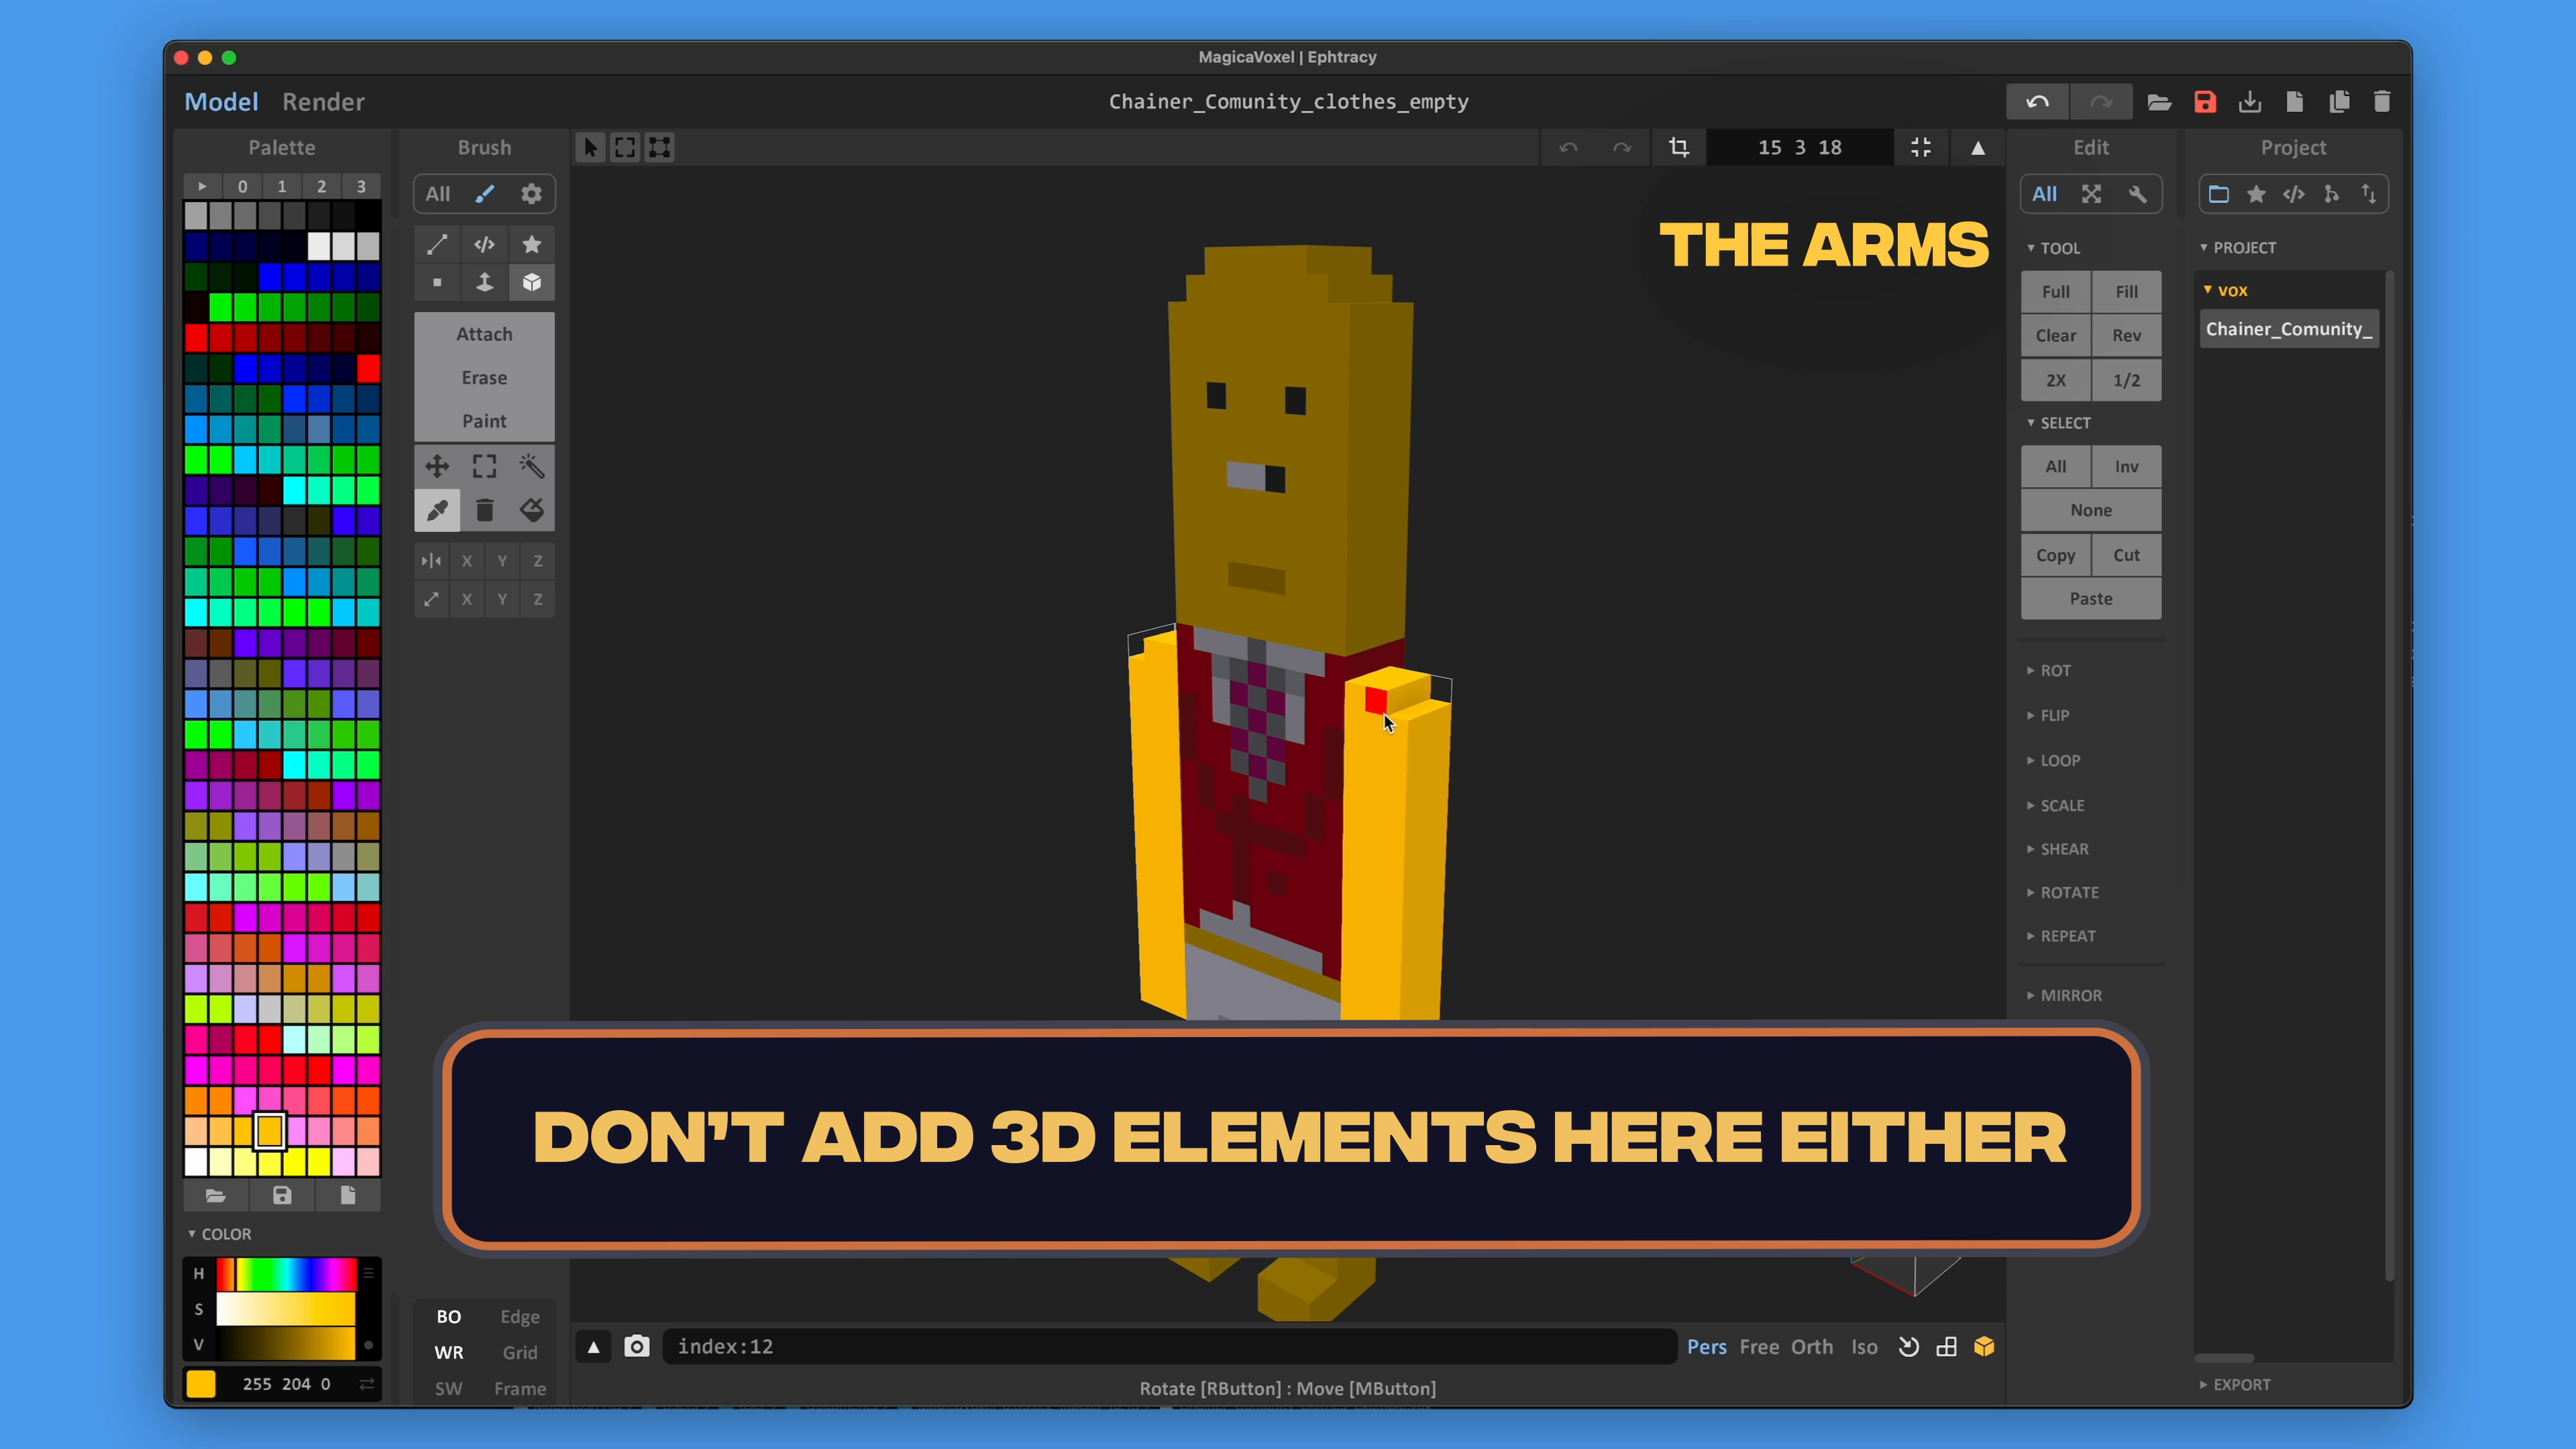 MagicaVoxel | Ephtracy
Model Render
Chainer_Comunity_clothes_empty
Palette
Brush
15 3 18
Edit
Project
0 1 2 3
All
All
THE ARMS
TOOL
PROJECT
Full Fill
vox
Clear Rev
Chainer_Comunity_
2X 1/2
Attach
Erase
Paint
SELECT
All Inv
None
Copy Cut
Paste
X Y Z
X Y Z
ROT
FLIP
LOOP
SCALE
SHEAR
ROTATE
REPEAT
MIRROR
DON'T ADD 3D ELEMENTS HERE EITHER
COLOR
H
S
V
255 204 0
BO Edge
WR Grid
SW Frame
index:12
Pers Free Orth Iso
Rotate [RButton] : Move [MButton]
EXPORT